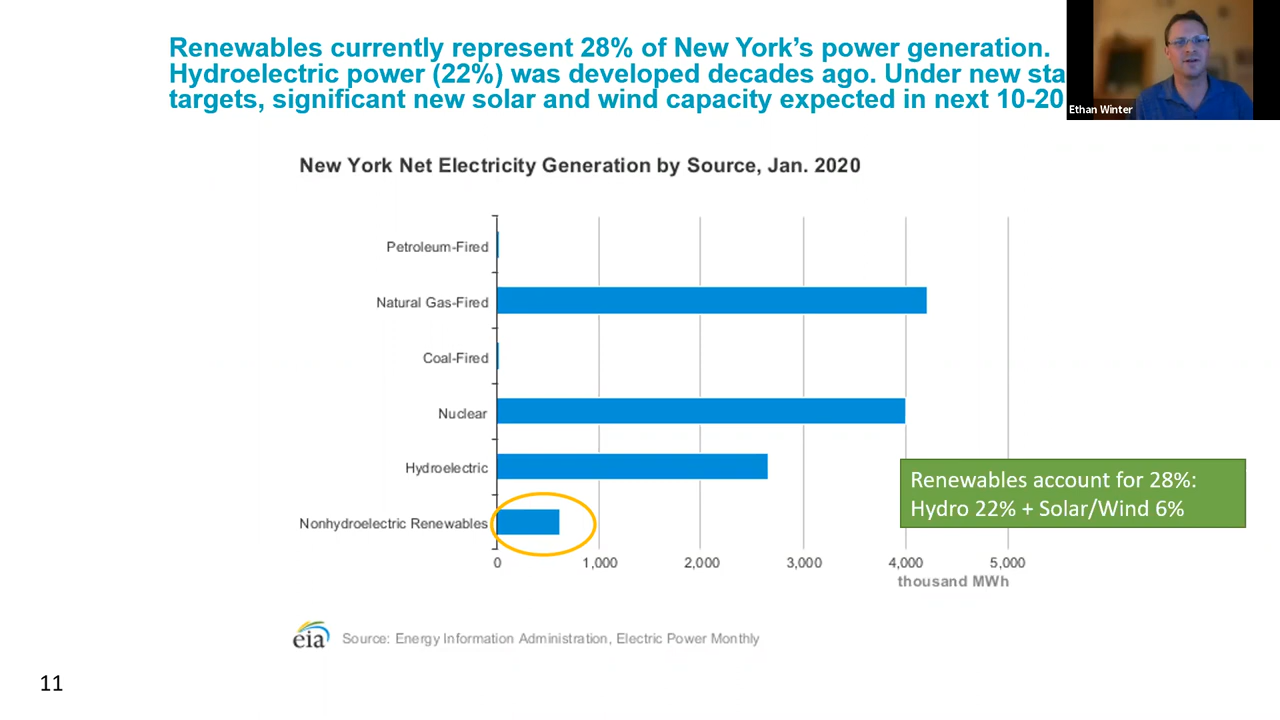 Renewables currently represent 28% of New York’s power generation.
Hydroelectric power (22%) was developed decades ago. Under new sta
targets, significant new solar and wind capacity expected in next 10-20
Ethan Winter
New York Net Electricity Generation by Source, Jan. 2020
Petroleum-Fired
Natural Gas-Fired
Coal-Fired
Nuclear
Hydroelectric
Nonhydroelectric Renewables
Renewables account for 28%:
Hydro 22% + Solar/Wind 6%
0 1,000 2,000 3,000 4,000 5,000
thousand MWh
eia Source: Energy Information Administration, Electric Power Monthly
11